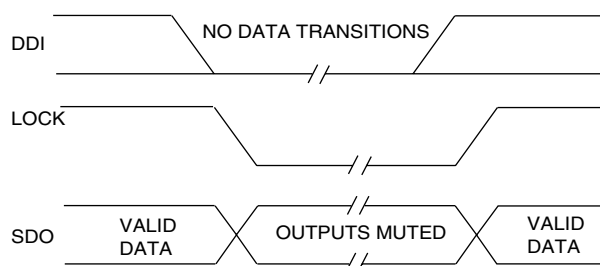 DDI
NO DATA TRANSITIONS
LOCK
SDO
VALID
DATA
OUTPUTS MUTED
VALID
DATA